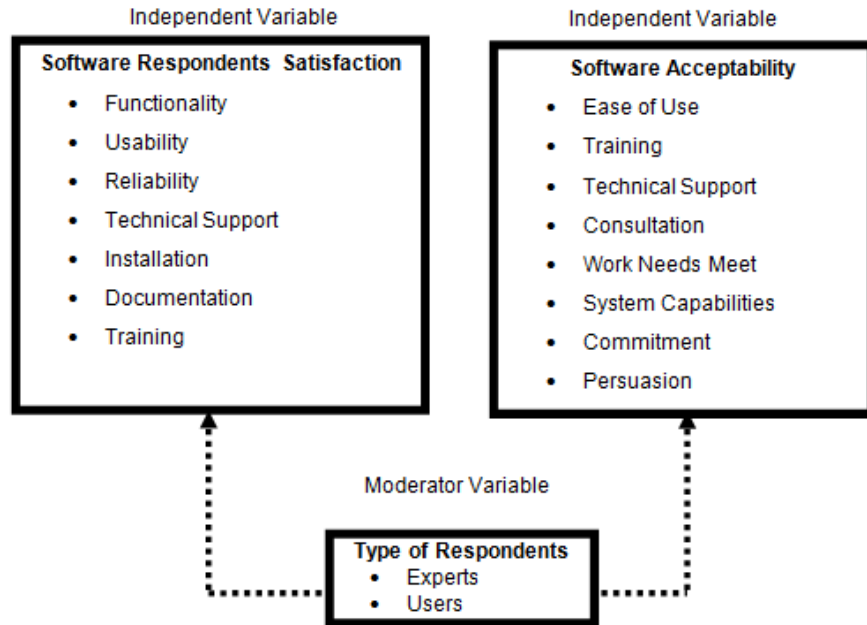 Independent Variable
Software Respondents Satisfaction
• Functionality
• Usability
• Reliability
• Technical Support
• Installation
• Documentation
• Training
Independent Variable
Software Acceptability
• Ease of Use
• Training
• Technical Support
• Consultation
• Work Needs Meet
• System Capabilities
• Commitment
• Persuasion
Moderator Variable
Type of Respondents
• Experts
• Users